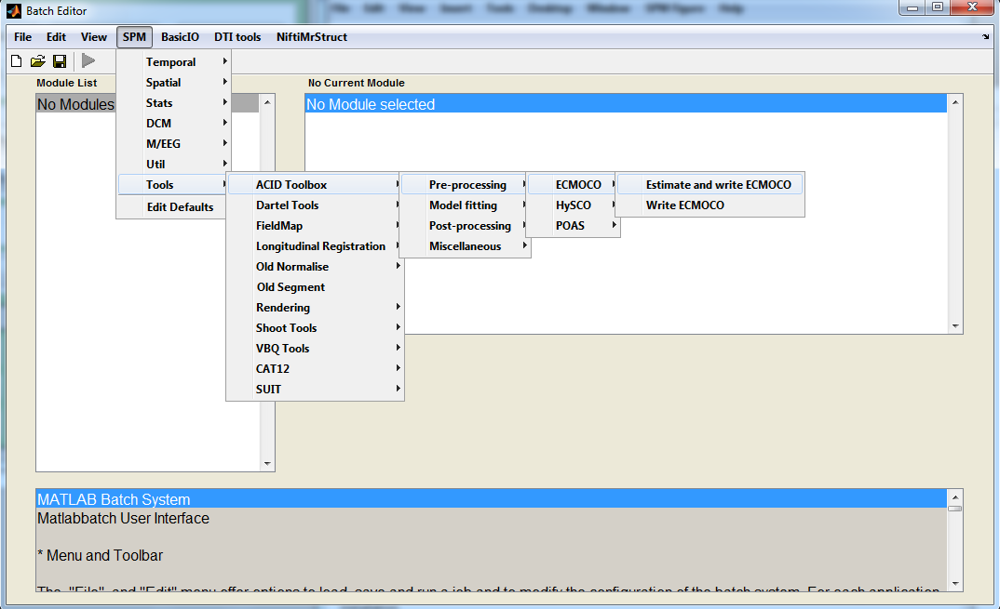 Batch Editor
File Edit View Insert Tools Desktop Window SPM Figure Help
File Edit View SPM BasicIO DTI tools NiftiMrStruct
Module List
No Modules
No Current Module
No Module selected
Temporal
Spatial
Stats
DCM
M/EEG
Util
Tools
Edit Defaults
ACID Toolbox
Dartel Tools
FieldMap
Longitudinal Registration
Old Normalise
Old Segment
Rendering
Shoot Tools
VBQ Tools
CAT12
SUIT
Pre-processing
Model fitting
Post-processing
Miscellaneous
ECMOCO
HySCO
POAS
Estimate and write ECMOCO
Write ECMOCO
MATLAB Batch System
Matlabbatch User Interface
* Menu and Toolbar
The "File" and "Edit" menu offer options to load, save and run a job and to modify the configuration of the batch system. For each application